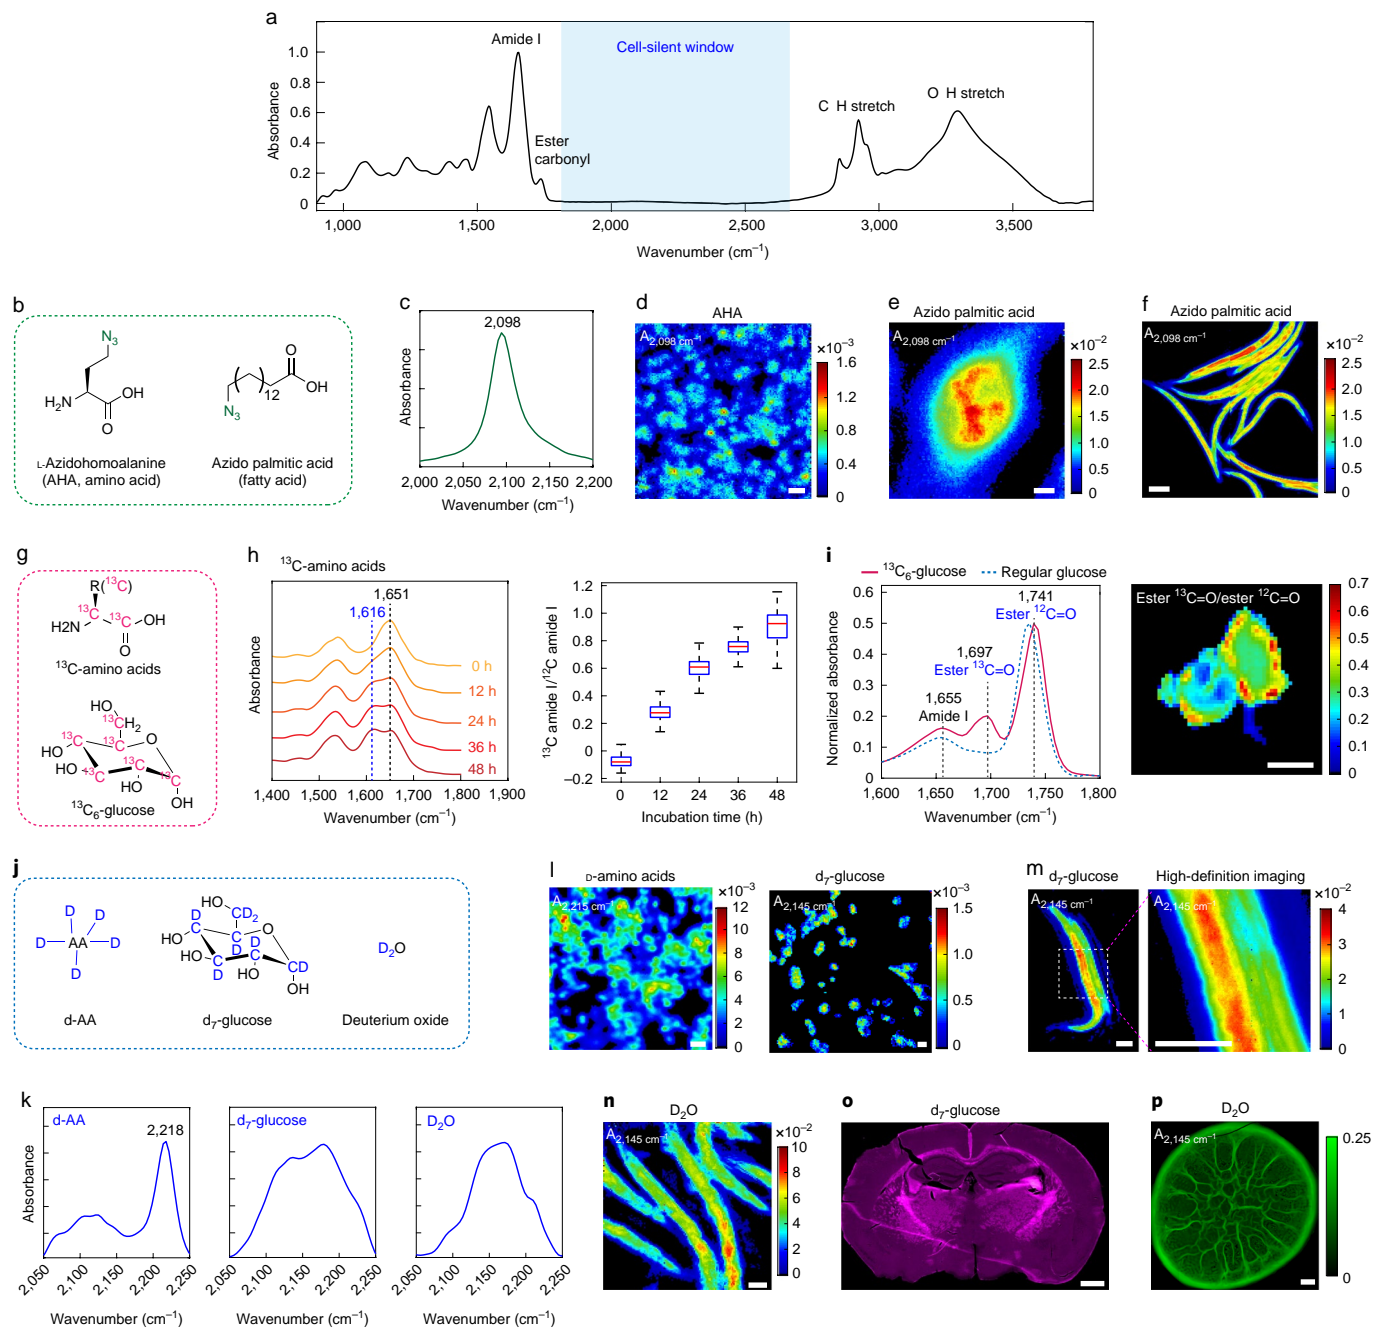 a
Amide I
Cell-silent window
Ester
carbonyl
C H stretch
O H stretch
Absorbance
1.0
0.8
0.6
0.4
0.2
0
1,000
1,500
2,000
2,500
3,000
3,500
Wavenumber (cm⁻¹)
b
N₃
H₂N
OH
O
L-Azidohomoalanine
(AHA, amino acid)
O
OH
12
N₃
Azido palmitic acid
(fatty acid)
c
2,098
Absorbance
2,000
2,050
2,100
2,150
2,200
Wavenumber (cm⁻¹)
d
AHA
A2,098 cm⁻¹
×10⁻³
1.6
1.2
0.8
0.4
0
e
Azido palmitic acid
A2,098 cm⁻¹
×10⁻²
2.5
2.0
1.5
1.0
0.5
0
f
Azido palmitic acid
A2,098 cm⁻¹
×10⁻²
2.5
2.0
1.5
1.0
0.5
0
g
R(¹³C)
¹³C
¹³C
OH
H2N
O
¹³C-amino acids
HO
¹³CH₂
¹³C
¹³C
O
HO
HO
¹³C
¹³C
¹³C
OH
OH
¹³C₆-glucose
h
¹³C-amino acids
1,651
1,616
0 h
12 h
24 h
36 h
48 h
Absorbance
1,400
1,500
1,600
1,700
1,800
1,900
Wavenumber (cm⁻¹)
¹³C amide I/¹²C amide I
1.2
1.0
0.8
0.6
0.4
0.2
0
−0.2
0
12
24
36
48
Incubation time (h)
i
¹³C₆-glucose
Regular glucose
1,741
Ester ¹²C=O
1,697
Ester ¹³C=O
1,655
Amide I
Normalized absorbance
0.5
0.4
0.3
0.2
0.1
0
1,600
1,650
1,700
1,750
1,800
Wavenumber (cm⁻¹)
Ester ¹³C=O/ester ¹²C=O
0.7
0.6
0.5
0.4
0.3
0.2
0.1
0
j
D
D
D
AA
D
D
d-AA
HO
D
CD₂
O
HO
D
D
HO
D
D
OH
D
OH
d₇-glucose
D₂O
Deuterium oxide
l
D-amino acids
A2,215 cm⁻¹
×10⁻³
12
10
8
6
4
2
0
d₇-glucose
A2,145 cm⁻¹
×10⁻³
1.5
1.0
0.5
0
m
d₇-glucose
A2,145 cm⁻¹
High-definition imaging
A2,145 cm⁻¹
×10⁻²
4
3
2
1
0
k
d-AA
2,218
Absorbance
2,050
2,100
2,150
2,200
2,250
Wavenumber (cm⁻¹)
d₇-glucose
2,050
2,100
2,150
2,200
2,250
Wavenumber (cm⁻¹)
D₂O
2,050
2,100
2,150
2,200
2,250
Wavenumber (cm⁻¹)
n
D₂O
A2,145 cm⁻¹
×10⁻²
10
8
6
4
2
0
o
d₇-glucose
p
D₂O
A2,145 cm⁻¹
0.25
0